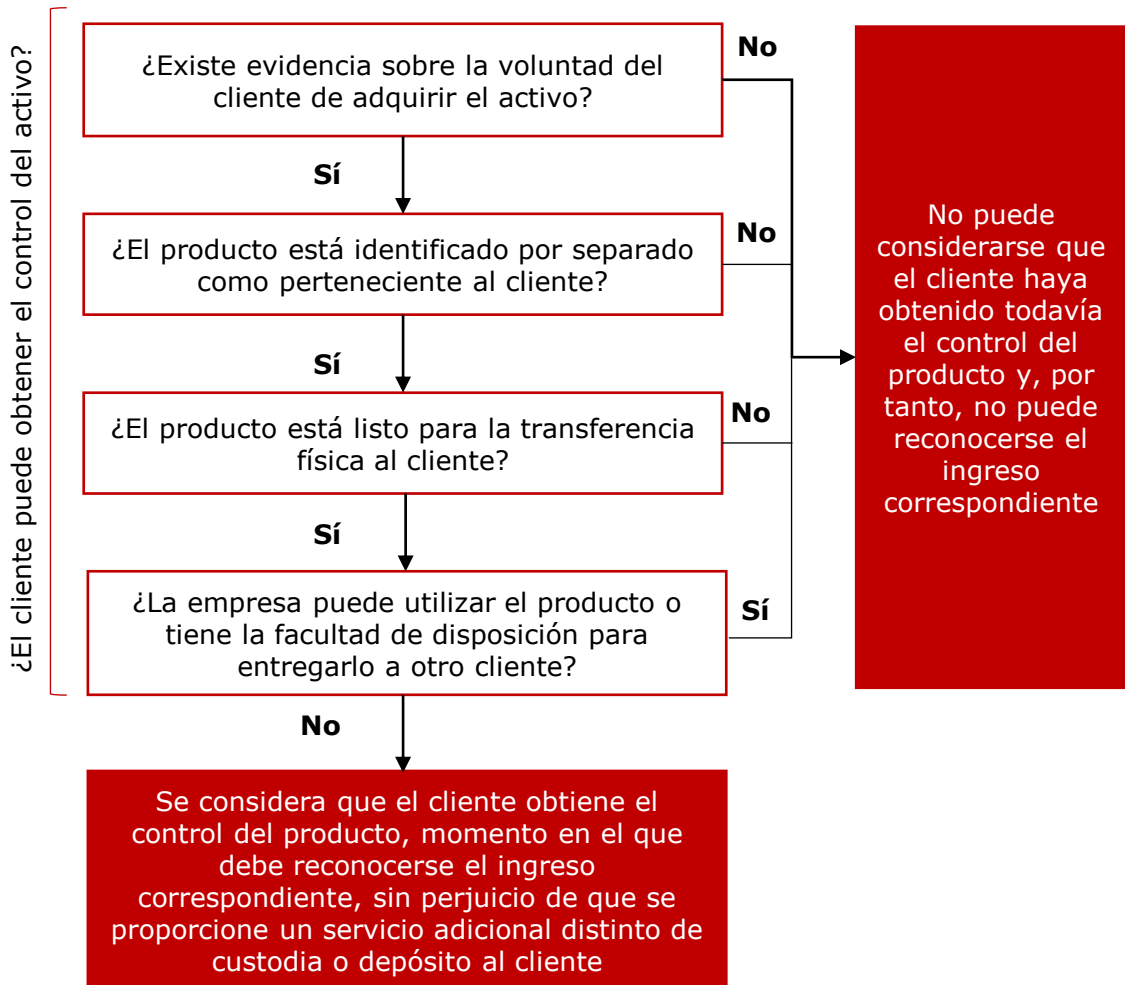 ¿El cliente puede obtener el control del activo?
¿Existe evidencia sobre la voluntad del
cliente de adquirir el activo?
No
Sí
¿El producto está identificado por separado
como perteneciente al cliente?
No
Sí
¿El producto está listo para la transferencia
física al cliente?
No
Sí
¿La empresa puede utilizar el producto o
tiene la facultad de disposición para
entregarlo a otro cliente?
Sí
No
No puede
considerarse que
el cliente haya
obtenido todavía
el control del
producto y, por
tanto, no puede
reconocerse el
ingreso
correspondiente
Se considera que el cliente obtiene el
control del producto, momento en el que
debe reconocerse el ingreso
correspondiente, sin perjuicio de que se
proporcione un servicio adicional distinto de
custodia o depósito al cliente